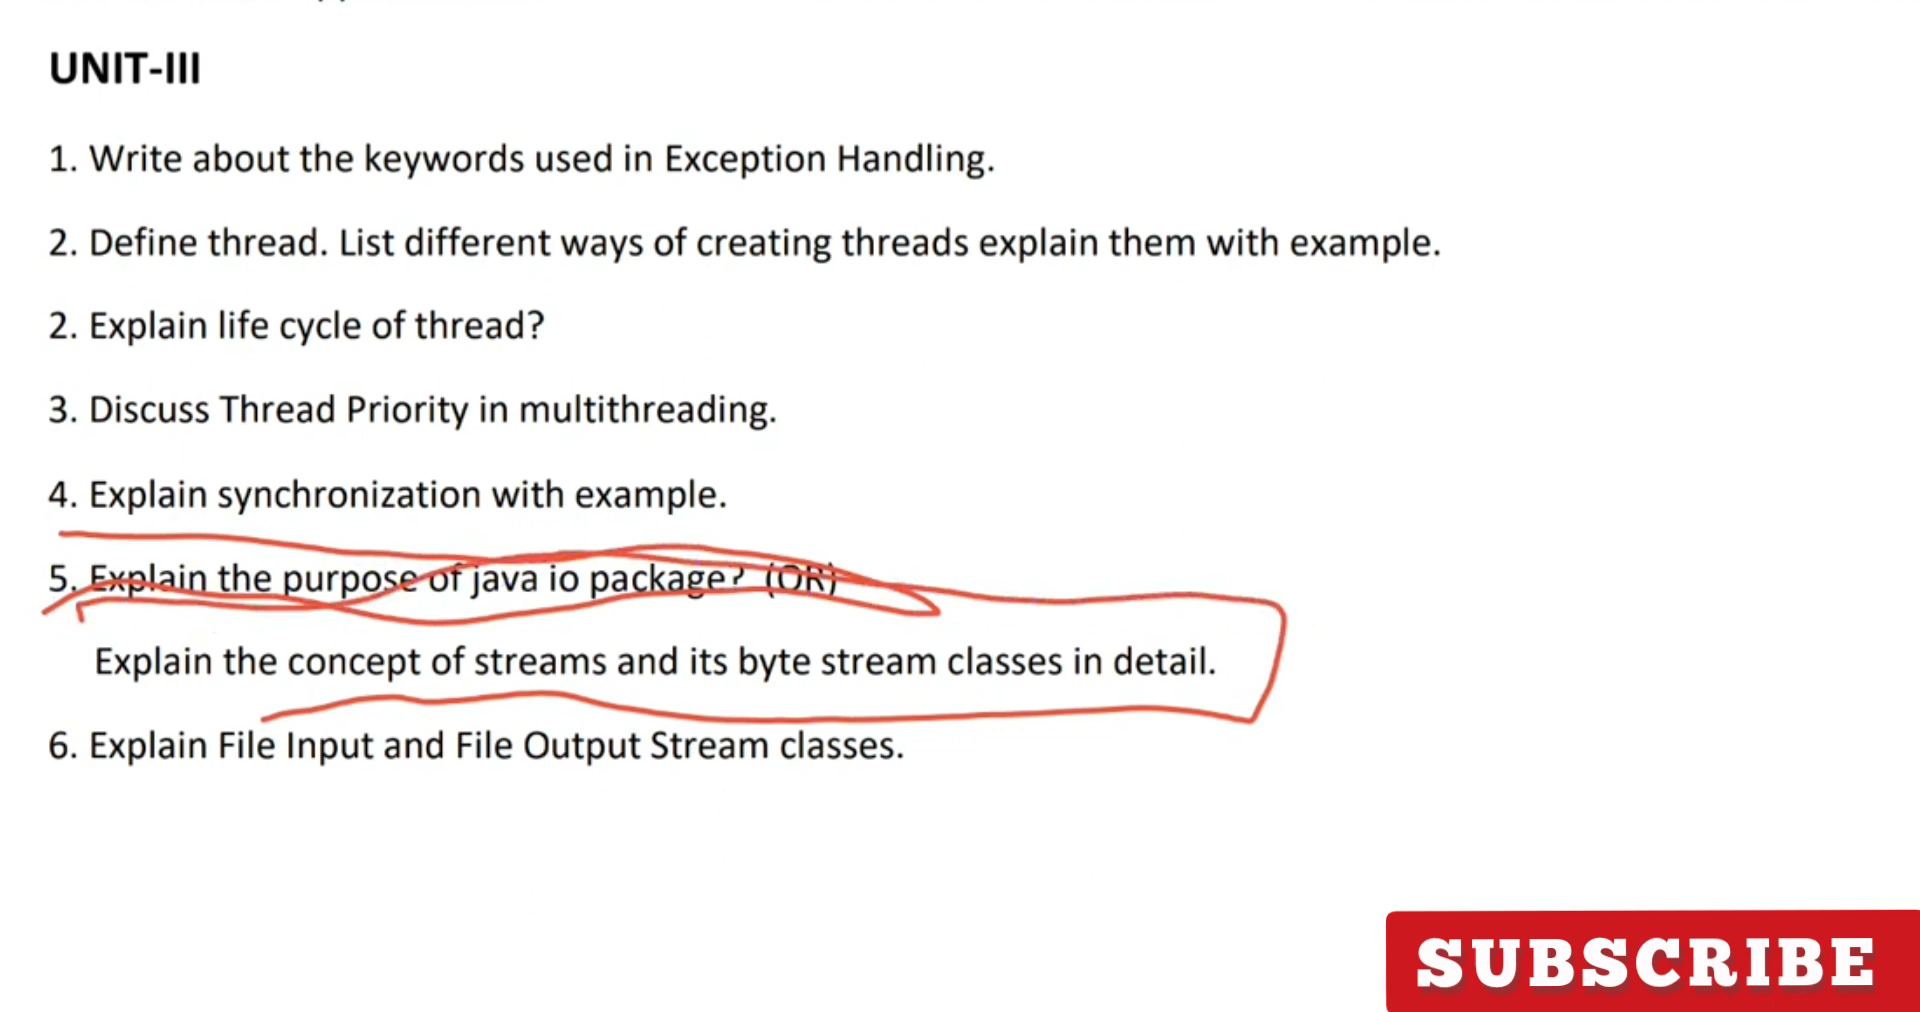 UNIT-III
1. Write about the keywords used in Exception Handling.
2. Define thread. List different ways of creating threads explain them with example.
2. Explain life cycle of thread?
3. Discuss Thread Priority in multithreading.
4. Explain synchronization with example.
5. Explain the purpose of java io package? (OR)
Explain the concept of streams and its byte stream classes in detail.
6. Explain File Input and File Output Stream classes.
SUBSCRIBE